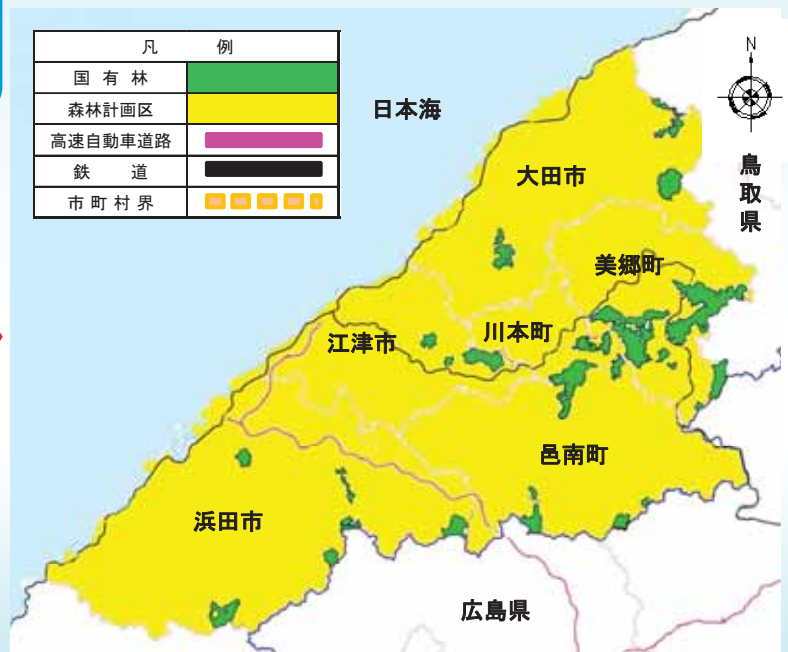 凡 例
国有林
森林計画区
高速自動車道路
鉄 道
市町村界
日本海
N
鳥取県
大田市
美郷町
川本町
江津市
邑南町
浜田市
広島県